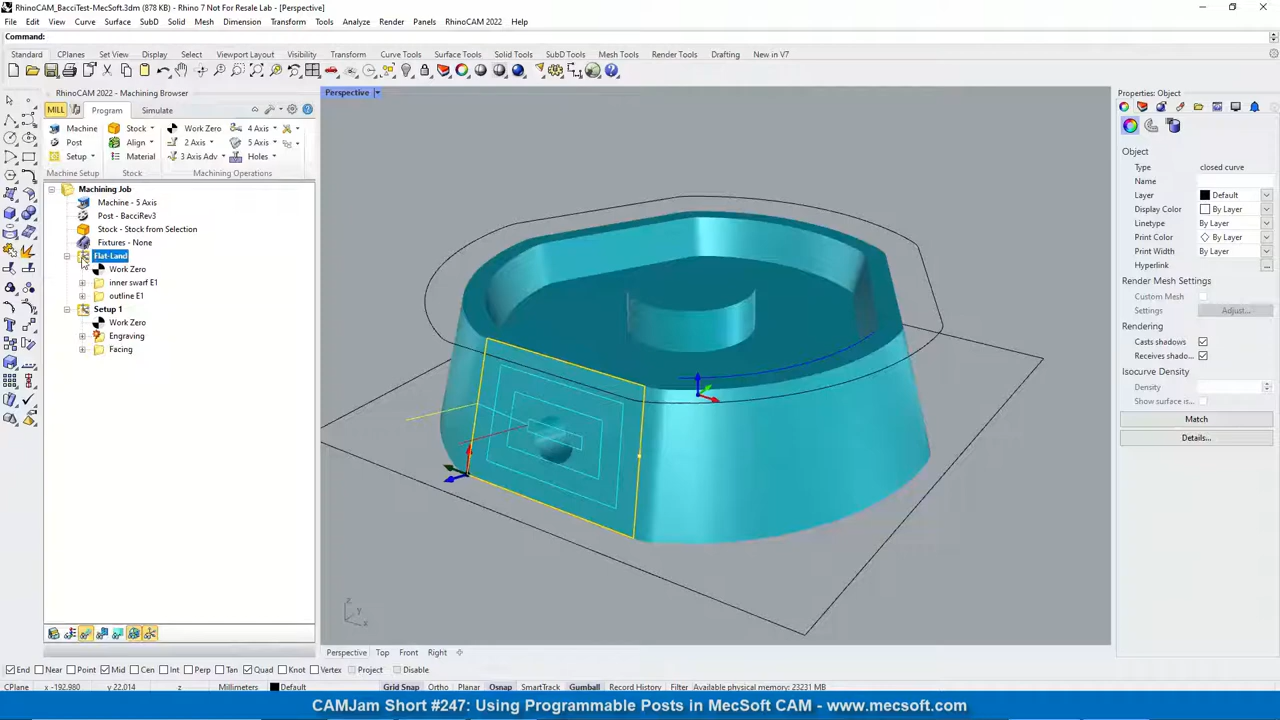 RhinoCAM_BacciTest-MecSoft.3dm (878 KB) - Rhino 7 Not For Resale Lab - [Perspective]
File Edit View Curve Surface SubD Solid Mesh Dimension Transform Tools Analyze Render Panels RhinoCAM 2022 Help
Command:
Standard CPlanes Set View Display Select Viewport Layout Visibility Transform Curve Tools Surface Tools Solid Tools SubD Tools Mesh Tools Render Tools Drafting New in V7
RhinoCAM 2022 - Machining Browser
MILL Program Simulate
Machine Stock Work Zero 4 Axis
Post Align 2 Axis 5 Axis
Setup Material 3 Axis Adv Holes
Machine Setup Stock Machining Operations
Machining Job
Machine - 5 Axis
Post - BacciRev3
Stock - Stock from Selection
Fixtures - None
Flat-Land
Work Zero
inner swarf E1
outline E1
Setup 1
Work Zero
Engraving
Facing
Perspective
z
y
x
Perspective Top Front Right
Properties: Object
Object
Type closed curve
Name
Layer Default
Display Color By Layer
Linetype By Layer
Print Color By Layer
Print Width By Layer
Hyperlink ...
Render Mesh Settings
Custom Mesh
Settings Adjust...
Rendering
Casts shadows
Receives shado...
Isocurve Density
Density
Show surface is...
Match
Details...
End Near Point Mid Cen Int Perp Tan Quad Knot Vertex Project Disable
CPlane x -192.980 y 22.014 z Millimeters Default Grid Snap Ortho Planar Osnap SmartTrack Gumball Record History Filter Available physical memory: 23231 MB
CAMJam Short #247: Using Programmable Posts in MecSoft CAM - www.mecsoft.com